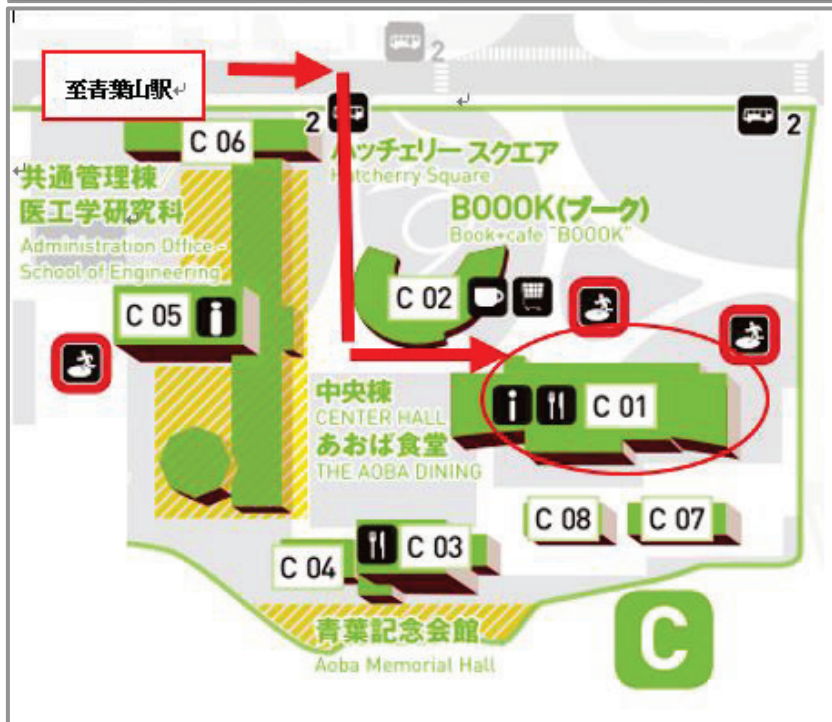 2
至青葉山駅
2
2
C 06
ハッチェリー スクエア
Hatcherry Square
共通管理棟
医工学研究科
Administration Office -
School of Engineering
BOOOK(ブーク)
Book+cafe "BOOOK"
C 02
C 05
中央棟
CENTER HALL
あおば食堂
THE AOBA DINING
C 01
C 08
C 07
C 03
C 04
青葉記念会館
Aoba Memorial Hall
C